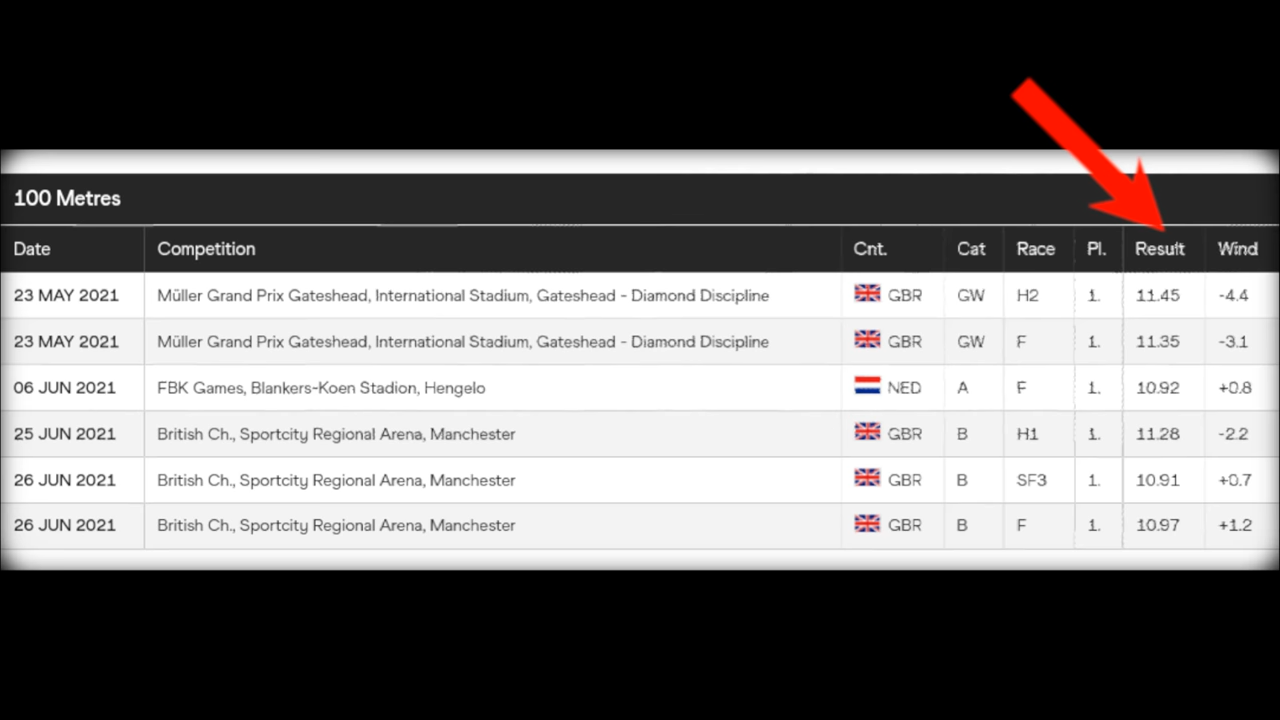 100 Metres
Date Competition Cnt. Cat Race Pl. Result Wind
23 MAY 2021 Müller Grand Prix Gateshead, International Stadium, Gateshead - Diamond Discipline GBR GW H2 1. 11.45 -4.4
23 MAY 2021 Müller Grand Prix Gateshead, International Stadium, Gateshead - Diamond Discipline GBR GW F 1. 11.35 -3.1
06 JUN 2021 FBK Games, Blankers-Koen Stadion, Hengelo NED A F 1. 10.92 +0.8
25 JUN 2021 British Ch., Sportcity Regional Arena, Manchester GBR B H1 1. 11.28 -2.2
26 JUN 2021 British Ch., Sportcity Regional Arena, Manchester GBR B SF3 1. 10.91 +0.7
26 JUN 2021 British Ch., Sportcity Regional Arena, Manchester GBR B F 1. 10.97 +1.2